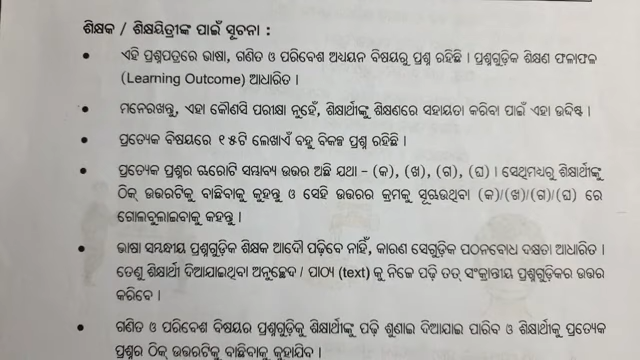 ଶିକ୍ଷକ / ଶିକ୍ଷୟିତ୍ରୀଙ୍କ ପାଇଁ ସୂଚନା :
• ଏହି ପ୍ରଶ୍ନପତ୍ରରେ ଭାଷା, ଗଣିତ ଓ ପରିବେଶ ଅଧ୍ୟୟନ ବିଷୟରୁ ପ୍ରଶ୍ନ ରହିଛି । ପ୍ରଶ୍ନଗୁଡ଼ିକ ଶିକ୍ଷଣ ଫଳାଫଳ
(Learning Outcome) ଆଧାରିତ ।
• ମନେରଖନ୍ତୁ, ଏହା କୌଣସି ପରୀକ୍ଷା ନୁହେଁ, ଶିକ୍ଷାର୍ଥୀଙ୍କୁ ଶିକ୍ଷଣରେ ସହାୟତା କରିବା ପାଇଁ ଏହା ଉଦ୍ଦିଷ୍ଟ ।
• ପ୍ରତ୍ୟେକ ବିଷୟରେ ୧୫ଟି ଲେଖାଏଁ ବହୁ ବିକଳ୍ପ ପ୍ରଶ୍ନ ରହିଛି ।
• ପ୍ରତ୍ୟେକ ପ୍ରଶ୍ନର ଚାରୋଟି ସମ୍ଭାବ୍ୟ ଉତ୍ତର ଅଛି ଯଥା – (କ), (ଖ), (ଗ), (ଘ) । ସେଥିମଧ୍ୟରୁ ଶିକ୍ଷାର୍ଥୀଙ୍କୁ
ଠିକ୍ ଉତ୍ତରଟିକୁ ବାଛିବାକୁ କୁହନ୍ତୁ ଓ ସେହି ଉତ୍ତରର କ୍ରମକୁ ସୂଚାଉଥିବା (କ)/(ଖ)/(ଗ)/(ଘ) ରେ
ଗୋଲବୁଲାଇବାକୁ କହନ୍ତୁ ।
• ଭାଷା ସମ୍ବନ୍ଧୀୟ ପ୍ରଶ୍ନଗୁଡ଼ିକ ଶିକ୍ଷକ ଆଦୌ ପଢ଼ିବେ ନାହିଁ, କାରଣ ସେଗୁଡ଼ିକ ପଠନବୋଧ ଦକ୍ଷତା ଆଧାରିତ ।
ତେଣୁ ଶିକ୍ଷାର୍ଥୀ ଦିଆଯାଇଥିବା ଅନୁଚ୍ଛେଦ / ପାଠ୍ୟ (text) କୁ ନିଜେ ପଢ଼ି ତତ୍ ସଂକ୍ରାନ୍ତୀୟ ପ୍ରଶ୍ନଗୁଡ଼ିକର ଉତ୍ତର
କରିବେ ।
• ଗଣିତ ଓ ପରିବେଶ ବିଷୟର ପ୍ରଶ୍ନଗୁଡ଼ିକୁ ଶିକ୍ଷାର୍ଥୀଙ୍କୁ ପଢ଼ି ଶୁଣାଇ ଦିଆଯାଇ ପାରିବ ଓ ଶିକ୍ଷାର୍ଥୀକୁ ପ୍ରତ୍ୟେକ
ପ୍ରଶ୍ନର ଠିକ୍ ଉତ୍ତରଟିକୁ ବାଛିବାକୁ କୁହାଯିବ ।